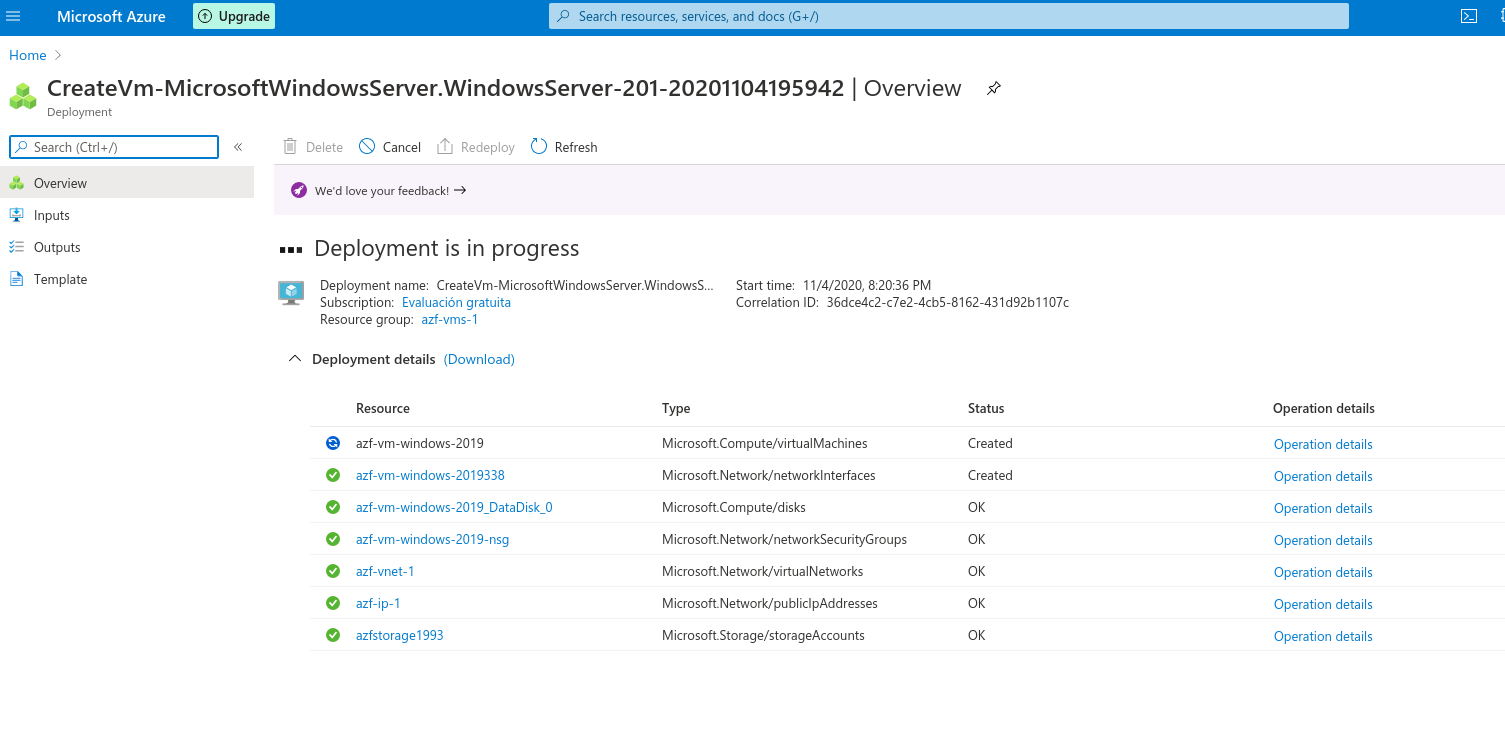 Microsoft Azure Upgrade Search resources, services, and docs (G+/)
Home
CreateVm-MicrosoftWindowsServer.WindowsServer-201-20201104195942 | Overview
Deployment
Search (Ctrl+/) Delete Cancel Redeploy Refresh
Overview
We'd love your feedback!
Inputs
Outputs
Template
Deployment is in progress
Deployment name: CreateVm-MicrosoftWindowsServer.WindowsS... Start time: 11/4/2020, 8:20:36 PM
Subscription: Evaluación gratuita Correlation ID: 36dce4c2-c7e2-4cb5-8162-431d92b1107c
Resource group: azf-vms-1
Deployment details (Download)
Resource Type Status Operation details
azf-vm-windows-2019 Microsoft.Compute/virtualMachines Created Operation details
azf-vm-windows-2019338 Microsoft.Network/networkInterfaces Created Operation details
azf-vm-windows-2019_DataDisk_0 Microsoft.Compute/disks OK Operation details
azf-vm-windows-2019-nsg Microsoft.Network/networkSecurityGroups OK Operation details
azf-vnet-1 Microsoft.Network/virtualNetworks OK Operation details
azf-ip-1 Microsoft.Network/publicIpAddresses OK Operation details
azfstorage1993 Microsoft.Storage/storageAccounts OK Operation details